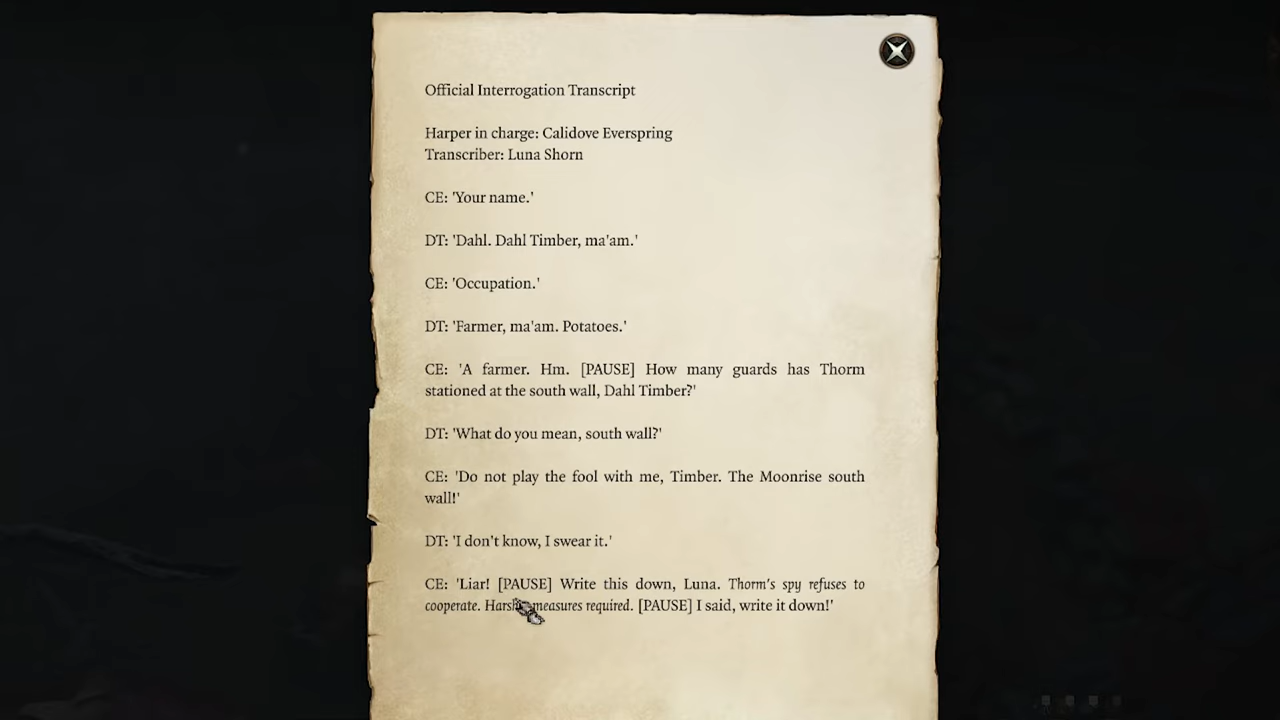 Official Interrogation Transcript
Harper in charge: Calidove Everspring
Transcriber: Luna Shorn
CE: 'Your name.'
DT: 'Dahl. Dahl Timber, ma'am.'
CE: 'Occupation.'
DT: 'Farmer, ma'am. Potatoes.'
CE: 'A farmer. Hm. [PAUSE] How many guards has Thorm
stationed at the south wall, Dahl Timber?'
DT: 'What do you mean, south wall?'
CE: 'Do not play the fool with me, Timber. The Moonrise south
wall!'
DT: 'I don't know, I swear it.'
CE: 'Liar! [PAUSE] Write this down, Luna. Thorm's spy refuses to
cooperate. Harsh measures required. [PAUSE] I said, write it down!'